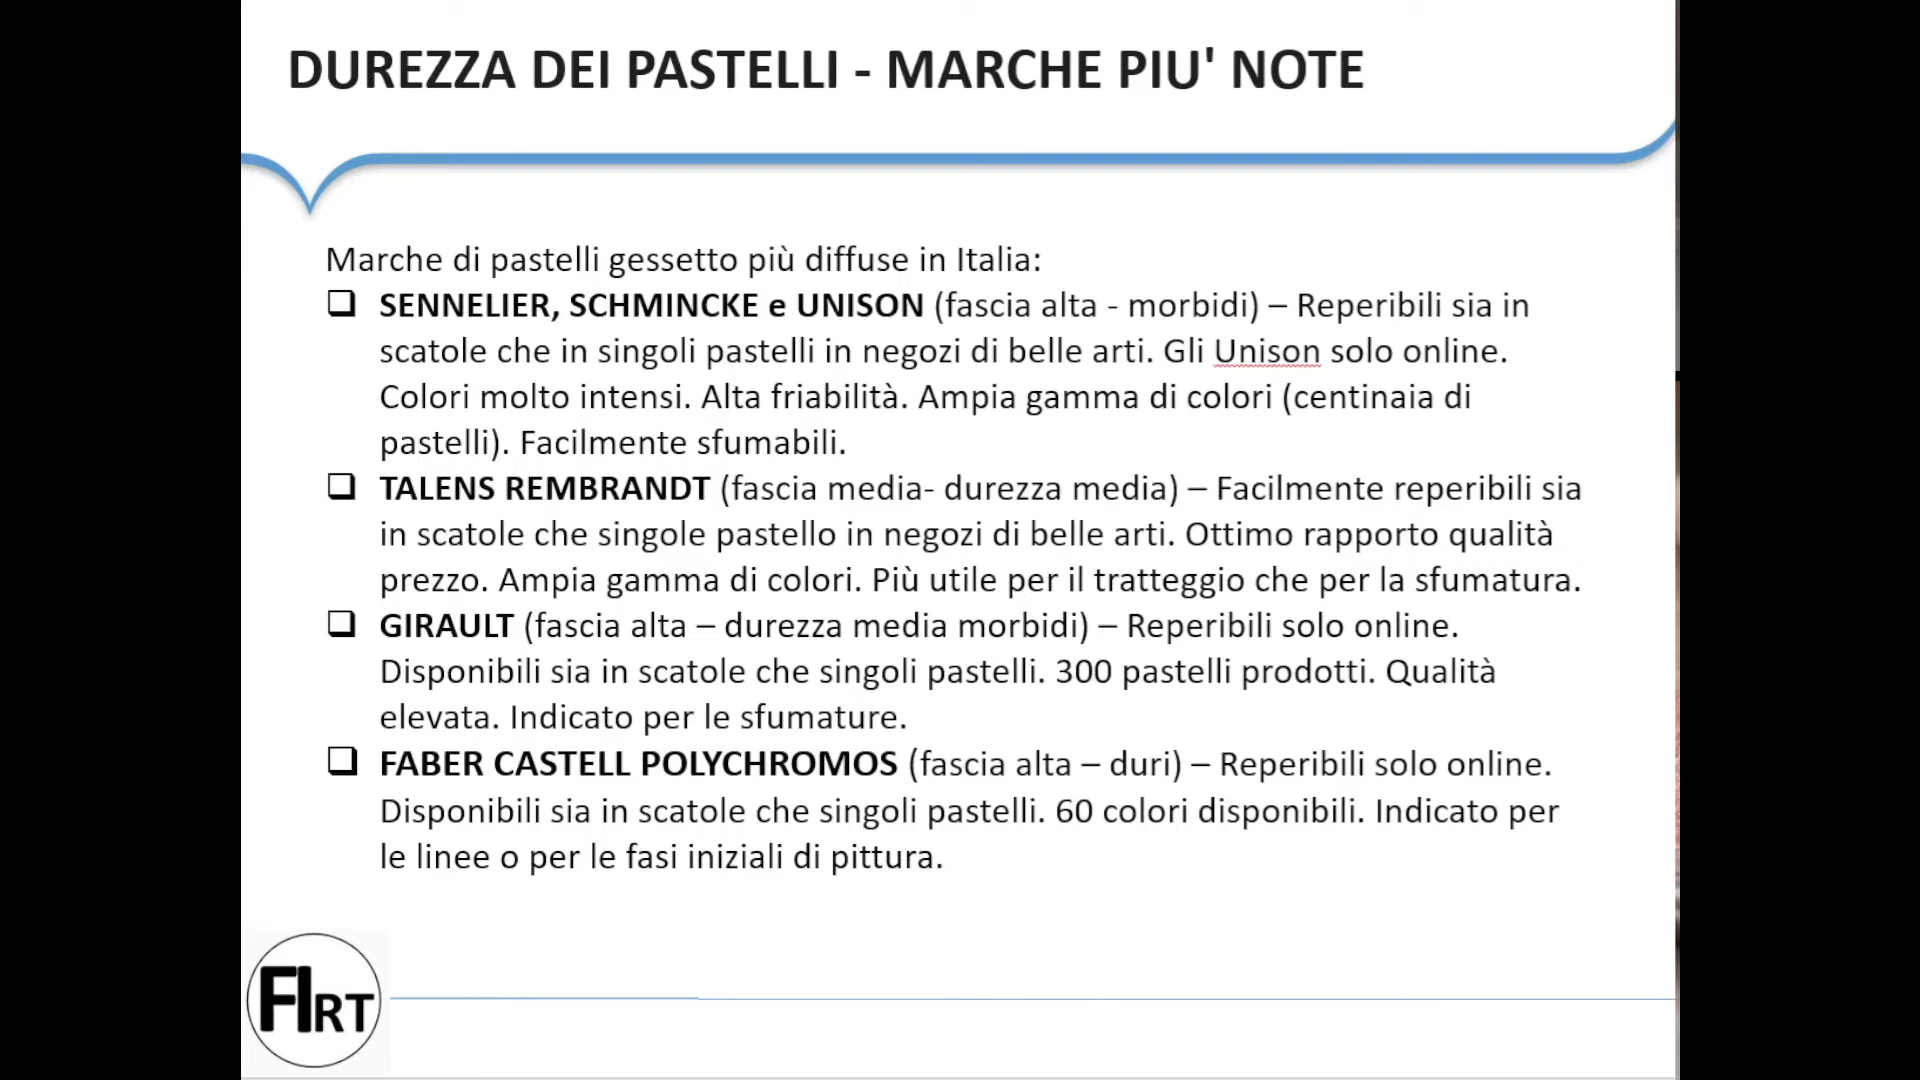 DUREZZA DEI PASTELLI - MARCHE PIU' NOTE
Marche di pastelli gessetto più diffuse in Italia:
❑ SENNELIER, SCHMINCKE e UNISON (fascia alta - morbidi) – Reperibili sia in
scatole che in singoli pastelli in negozi di belle arti. Gli Unison solo online.
Colori molto intensi. Alta friabilità. Ampia gamma di colori (centinaia di
pastelli). Facilmente sfumabili.
❑ TALENS REMBRANDT (fascia media- durezza media) – Facilmente reperibili sia
in scatole che singole pastello in negozi di belle arti. Ottimo rapporto qualità
prezzo. Ampia gamma di colori. Più utile per il tratteggio che per la sfumatura.
❑ GIRAULT (fascia alta – durezza media morbidi) – Reperibili solo online.
Disponibili sia in scatole che singoli pastelli. 300 pastelli prodotti. Qualità
elevata. Indicato per le sfumature.
❑ FABER CASTELL POLYCHROMOS (fascia alta – duri) – Reperibili solo online.
Disponibili sia in scatole che singoli pastelli. 60 colori disponibili. Indicato per
le linee o per le fasi iniziali di pittura.
FIRT